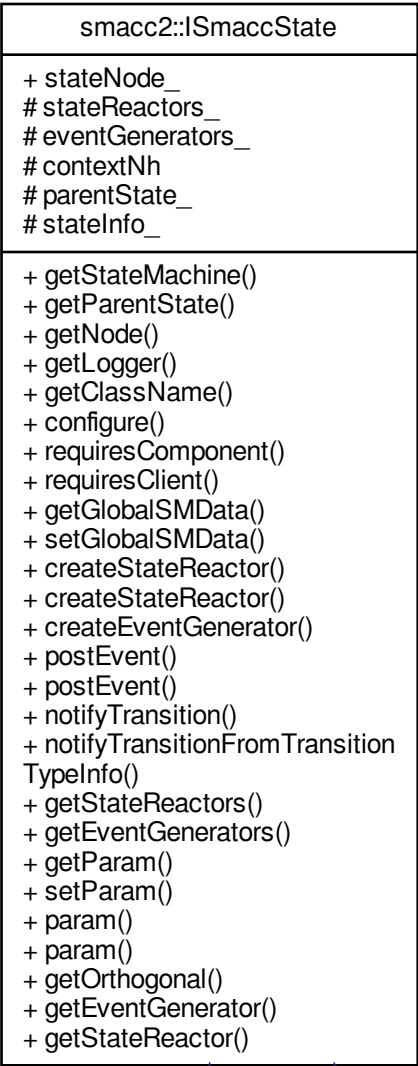 smacc2::ISmaccState
+ stateNode_
# stateReactors_
# eventGenerators_
# contextNh
# parentState_
# stateInfo_
+ getStateMachine()
+ getParentState()
+ getNode()
+ getLogger()
+ getClassName()
+ configure()
+ requiresComponent()
+ requiresClient()
+ getGlobalSMData()
+ setGlobalSMData()
+ createStateReactor()
+ createStateReactor()
+ createEventGenerator()
+ postEvent()
+ postEvent()
+ notifyTransition()
+ notifyTransitionFromTransition
TypeInfo()
+ getStateReactors()
+ getEventGenerators()
+ getParam()
+ setParam()
+ param()
+ param()
+ getOrthogonal()
+ getEventGenerator()
+ getStateReactor()